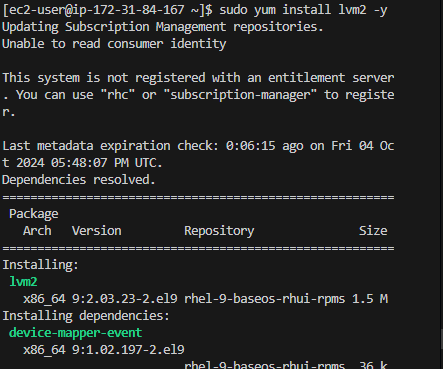 [ec2-user@ip-172-31-84-167 ~]$ sudo yum install lvm2 -y
Updating Subscription Management repositories.
Unable to read consumer identity

This system is not registered with an entitlement server
. You can use "rhc" or "subscription-manager" to registe
r.

Last metadata expiration check: 0:06:15 ago on Fri 04 Oc
t 2024 05:48:07 PM UTC.
Dependencies resolved.
========================================================
 Package
   Arch   Version         Repository               Size
========================================================
Installing:
 lvm2
   x86_64 9:2.03.23-2.el9 rhel-9-baseos-rhui-rpms 1.5 M
Installing dependencies:
 device-mapper-event
   x86_64 9:1.02.197-2.el9
                          rhel-9-baseos-rhui-rpms  36 k